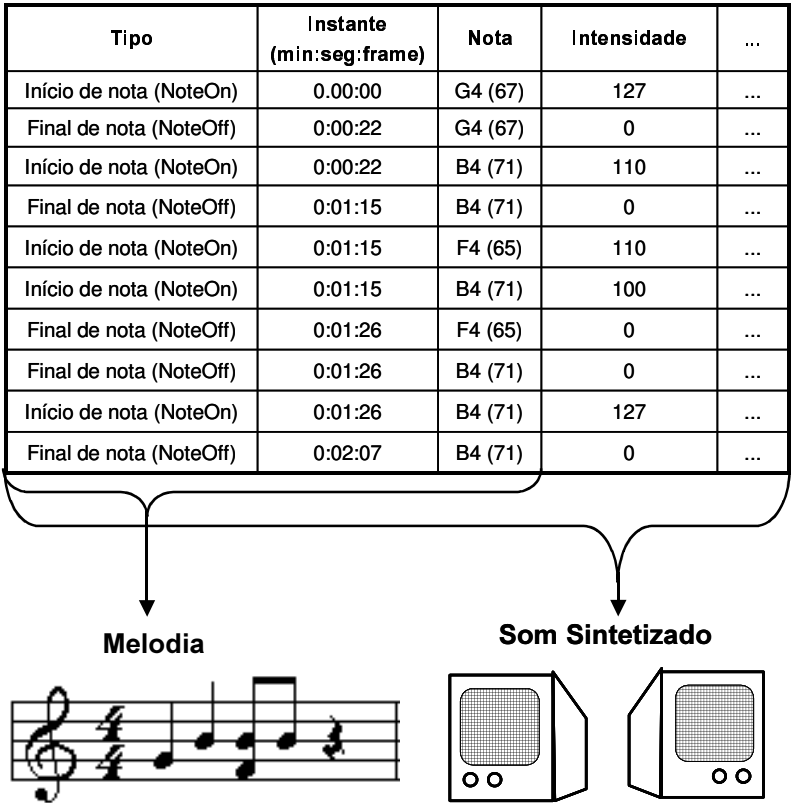 Tipo Instante (min:seg:frame) Nota Intensidade ...
Início de nota (NoteOn) 0.00:00 G4 (67) 127 ...
Final de nota (NoteOff) 0:00:22 G4 (67) 0 ...
Início de nota (NoteOn) 0:00:22 B4 (71) 110 ...
Final de nota (NoteOff) 0:01:15 B4 (71) 0 ...
Início de nota (NoteOn) 0:01:15 F4 (65) 110 ...
Início de nota (NoteOn) 0:01:15 B4 (71) 100 ...
Final de nota (NoteOff) 0:01:26 F4 (65) 0 ...
Final de nota (NoteOff) 0:01:26 B4 (71) 0 ...
Início de nota (NoteOn) 0:01:26 B4 (71) 127 ...
Final de nota (NoteOff) 0:02:07 B4 (71) 0 ...
Melodia
Som Sintetizado
4
4